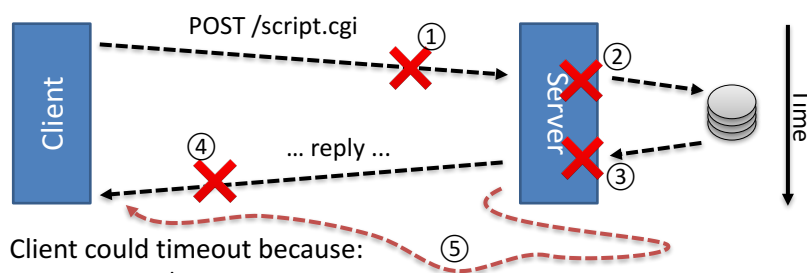 POST /script.cgi
①
②
Client
Server
Time
④
... reply ...
③
⑤
Client could timeout because: